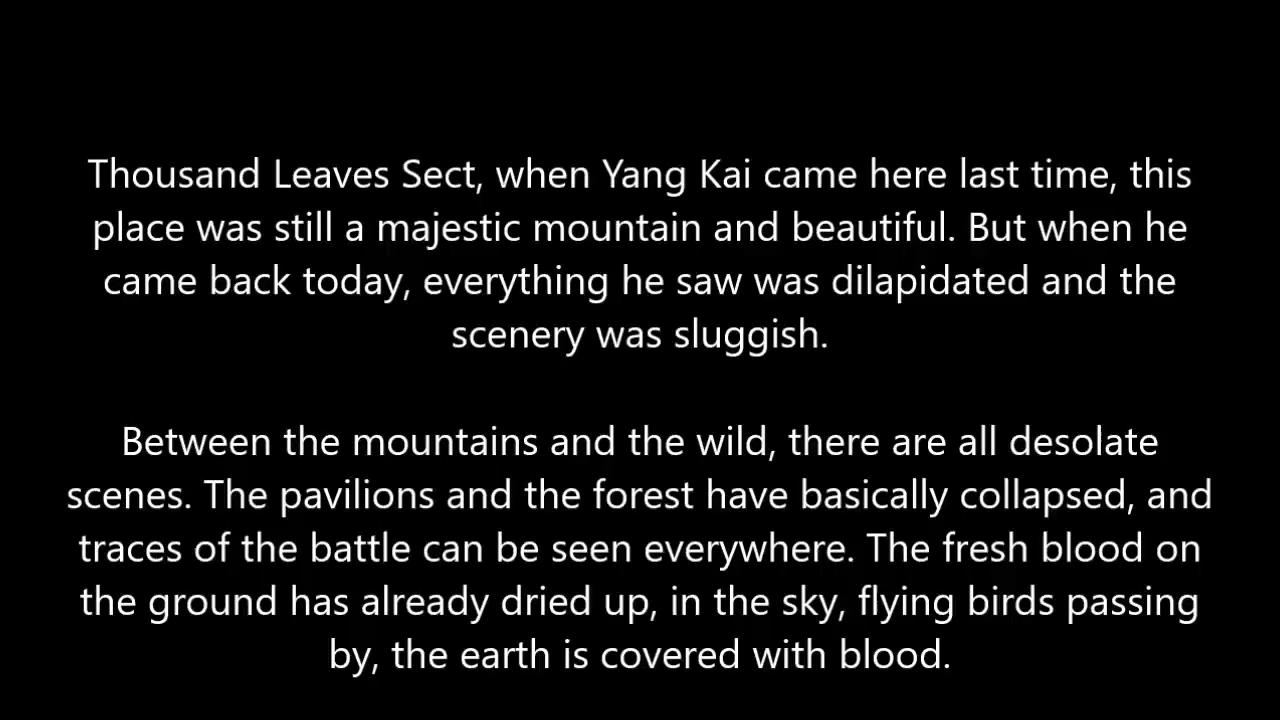 Thousand Leaves Sect, when Yang Kai came here last time, this
place was still a majestic mountain and beautiful. But when he
came back today, everything he saw was dilapidated and the
scenery was sluggish.
Between the mountains and the wild, there are all desolate
scenes. The pavilions and the forest have basically collapsed, and
traces of the battle can be seen everywhere. The fresh blood on
the ground has already dried up, in the sky, flying birds passing
by, the earth is covered with blood.